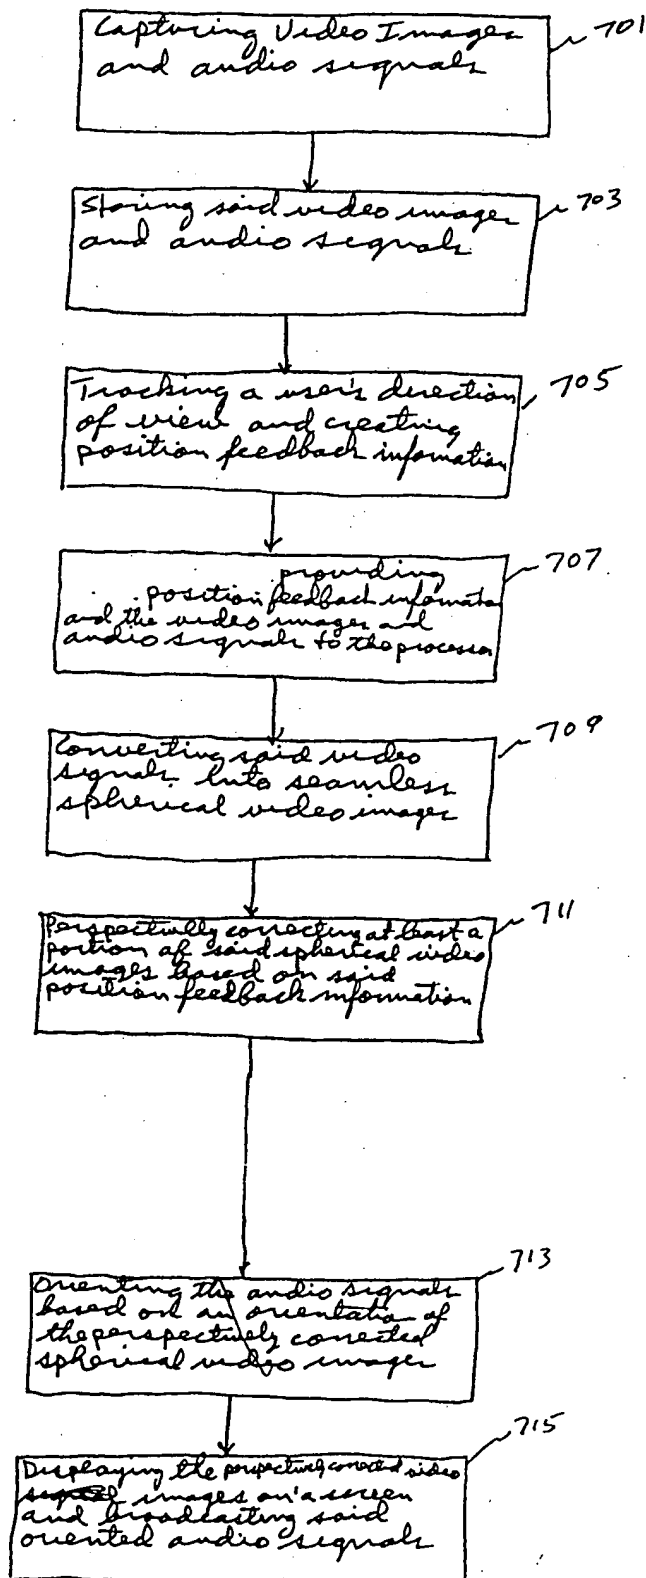 Capturing Video Images
and audio signals
701
Storing said video images
and audio signals
703
Tracking a user's direction
of view and creating
position feedback infomation
705
providing
position feedback informatio
and the video images and
audio signals to the processor
707
Converting said video
signals into seamless
spherical video images
709
Perspectively correcting at least a
portion of said spherical video
images based on said
position feedback information
711
Orienting the audio signals
based on an orientation of
the perspectively corrected
spherical video images
713
Displaying the perspectively corrected video
images on a screen
and broadcasting said
oriented audio signals
715